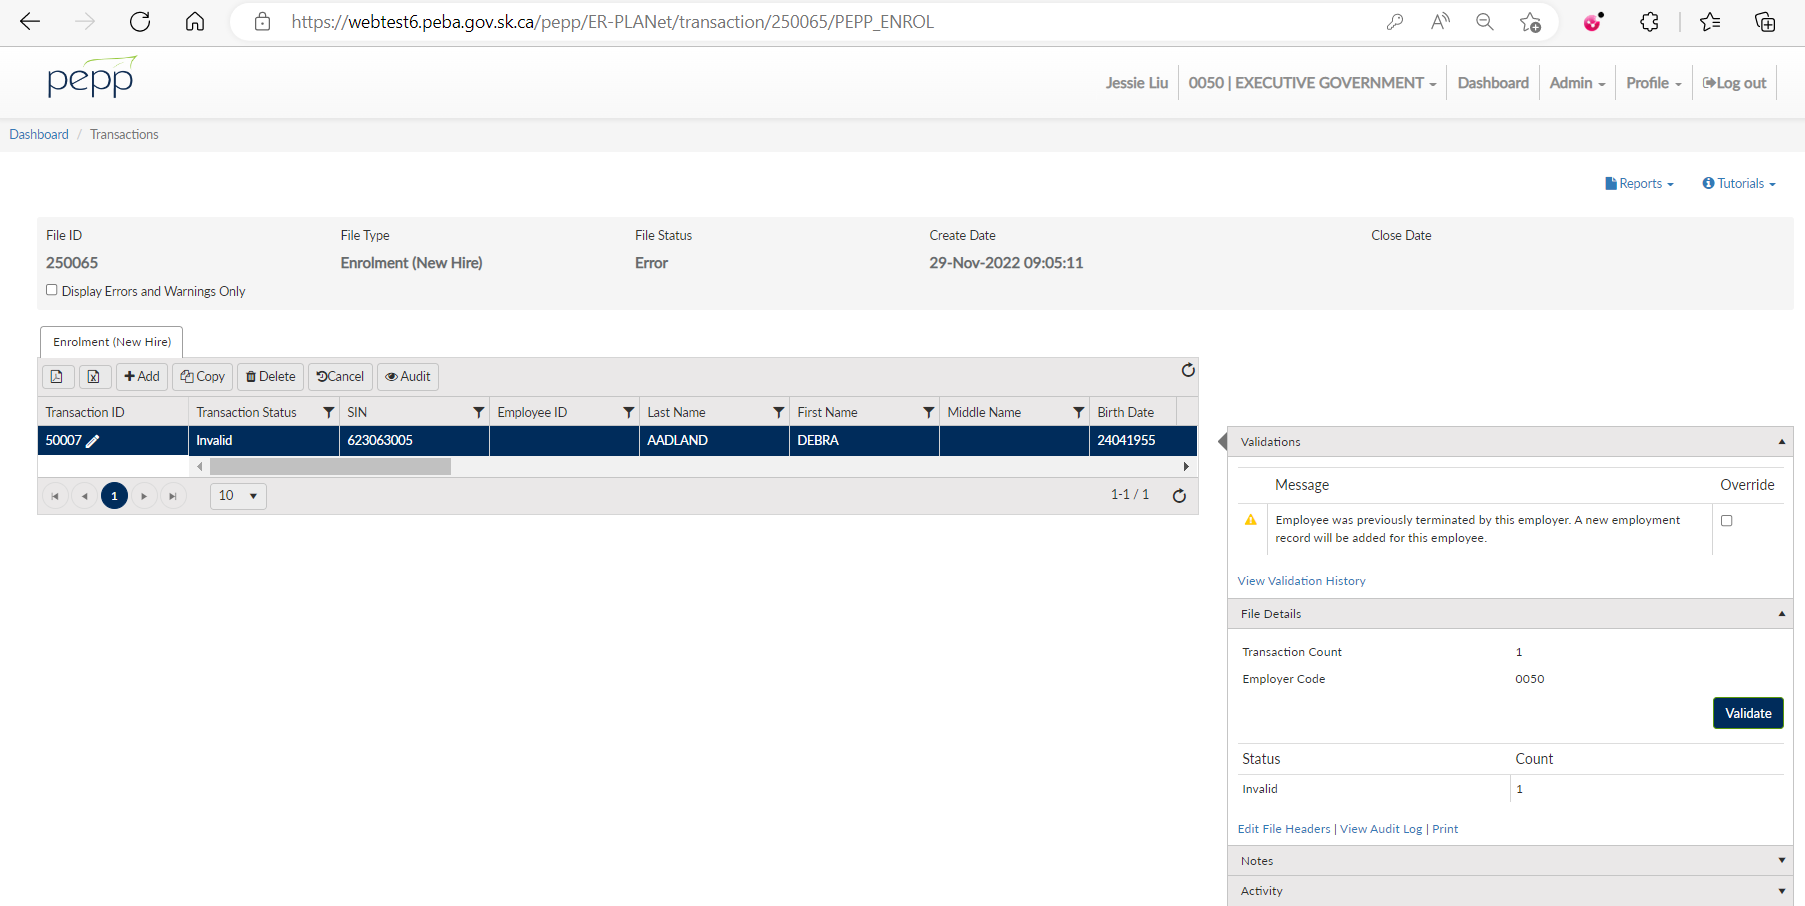 https://webtest6.peba.gov.sk.ca/pepp/ER-PLANet/transaction/250065/PEPP_ENROL
pepp
Jessie Liu
0050 | EXECUTIVE GOVERNMENT
Dashboard
Admin
Profile
Log out
Dashboard / Transactions
Reports
Tutorials
File ID
File Type
File Status
Create Date
Close Date
250065
Enrolment (New Hire)
Error
29-Nov-2022 09:05:11
Display Errors and Warnings Only
Enrolment (New Hire)
Add
Copy
Delete
Cancel
Audit
Transaction ID
Transaction Status
SIN
Employee ID
Last Name
First Name
Middle Name
Birth Date
50007
Invalid
623063005
AADLAND
DEBRA
24041955
1
10
1-1 / 1
Validations
Message
Override
Employee was previously terminated by this employer. A new employment
record will be added for this employee.
View Validation History
File Details
Transaction Count
1
Employer Code
0050
Validate
Status
Count
Invalid
1
Edit File Headers | View Audit Log | Print
Notes
Activity